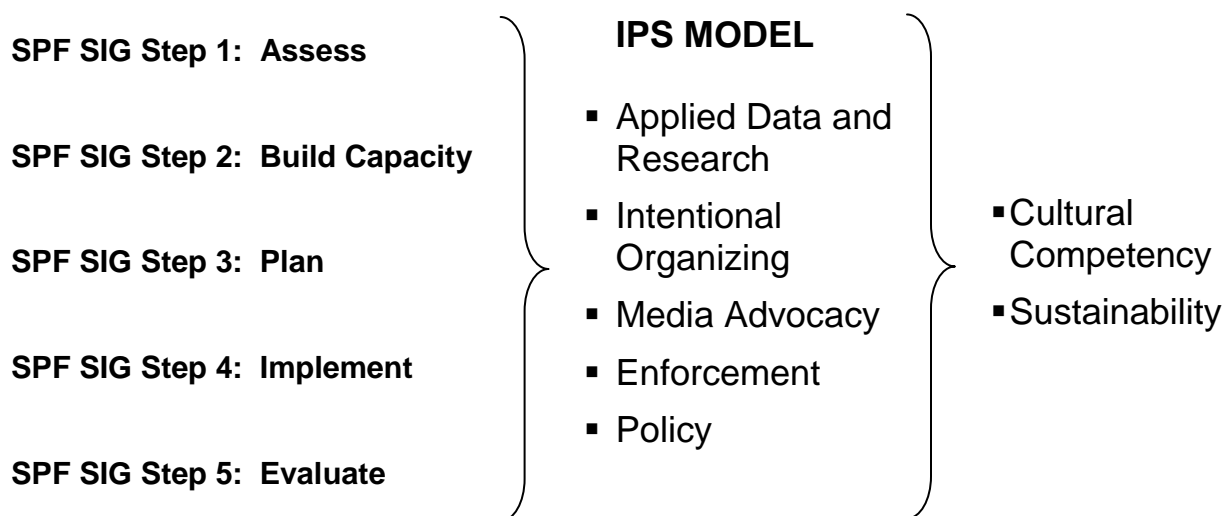 SPF SIG Step 1: Assess
SPF SIG Step 2: Build Capacity
SPF SIG Step 3: Plan
SPF SIG Step 4: Implement
SPF SIG Step 5: Evaluate
IPS MODEL
▪ Applied Data and
Research
▪ Intentional
Organizing
▪ Media Advocacy
▪ Enforcement
▪ Policy
▪Cultural
Competency
▪Sustainability